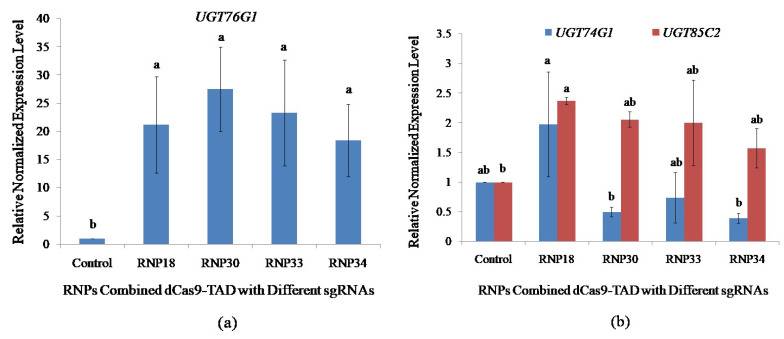 UGT76G1
Relative Normalized Expression Level
40
35
30
25
20
15
10
5
0
b
a
a
a
a
Control RNP18 RNP30 RNP33 RNP34
RNPs Combined dCas9-TAD with Different sgRNAs
(a)
UGT74G1 UGT85C2
Relative Normalized Expression Level
3.5
3
2.5
2
1.5
1
0.5
0
ab b
a a
b ab
ab ab
b ab
Control RNP18 RNP30 RNP33 RNP34
RNPs Combined dCas9-TAD with Different sgRNAs
(b)